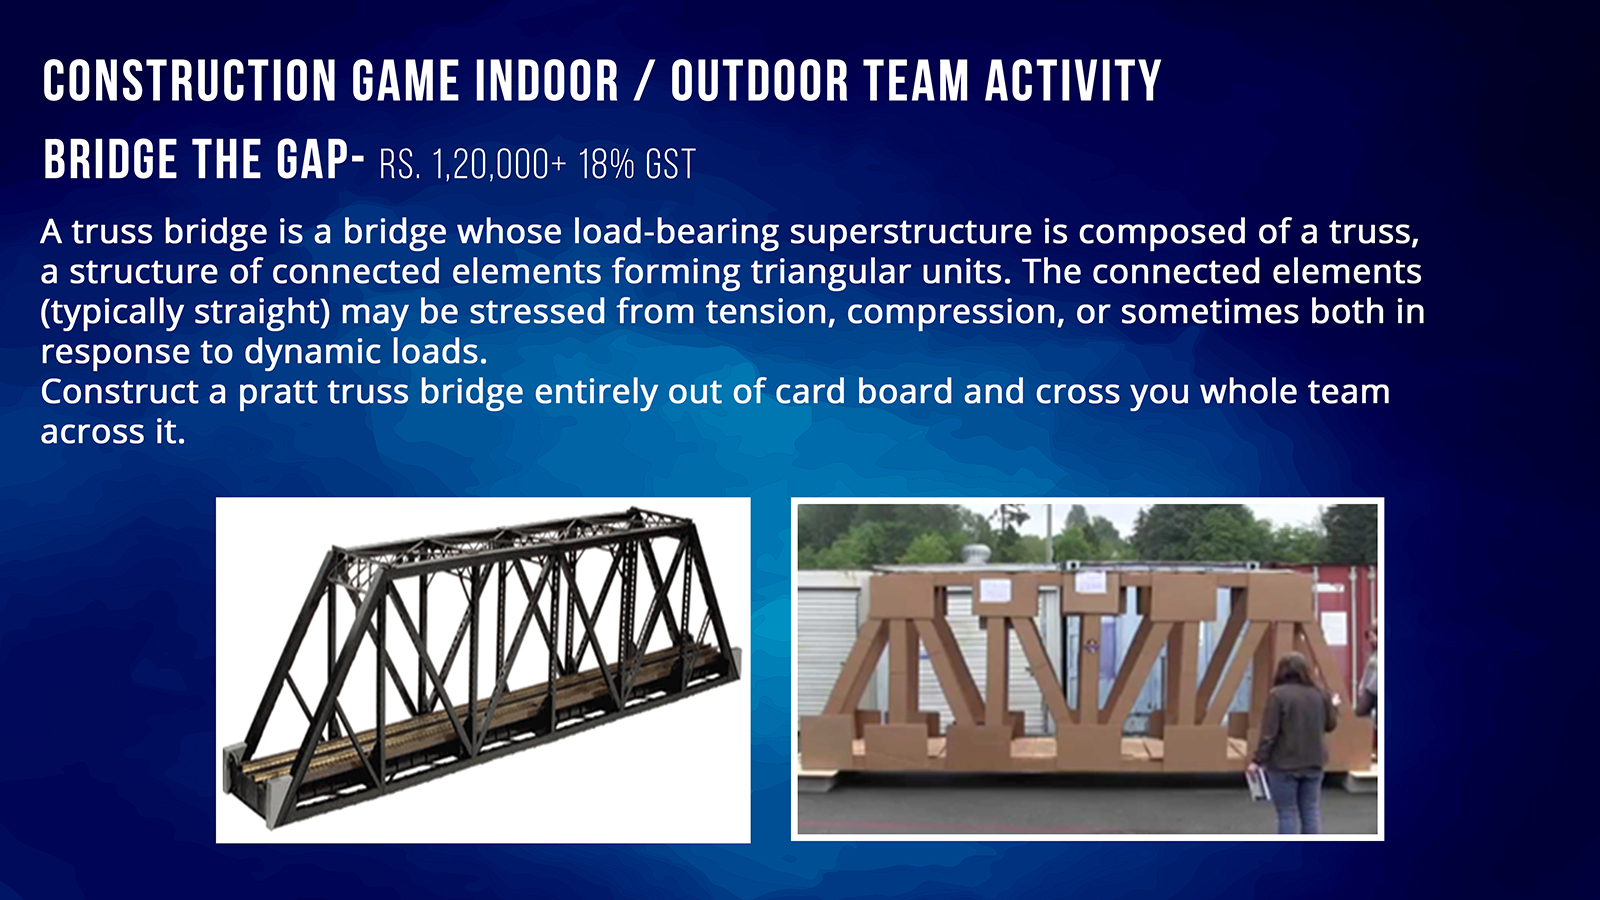 CONSTRUCTION GAME INDOOR / OUTDOOR TEAM ACTIVITY
BRIDGE THE GAP- RS. 1,20,000+ 18% GST
A truss bridge is a bridge whose load-bearing superstructure is composed of a truss,
a structure of connected elements forming triangular units. The connected elements
(typically straight) may be stressed from tension, compression, or sometimes both in
response to dynamic loads.
Construct a pratt truss bridge entirely out of card board and cross you whole team
across it.